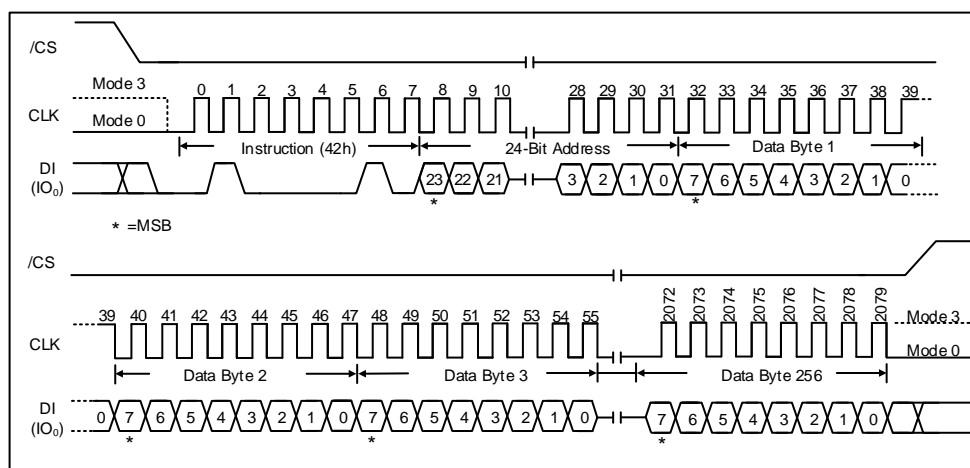 /CS
Mode 3
0 1 2 3 4 5 6 7 8 9 10 28 29 30 31 32 33 34 35 36 37 38 39
CLK
Mode 0
Instruction (42h) 24-Bit Address Data Byte 1
DI
(IO₀)
23 22 21 3 2 1 0 7 6 5 4 3 2 1 0
* *
* =MSB
/CS
39 40 41 42 43 44 45 46 47 48 49 50 51 52 53 54 55 2072 2073 2074 2075 2076 2077 2078 2079
Mode 3
CLK
Mode 0
Data Byte 2 Data Byte 3 Data Byte 256
DI
(IO₀)
0 7 6 5 4 3 2 1 0 7 6 5 4 3 2 1 0 7 6 5 4 3 2 1 0
* * *